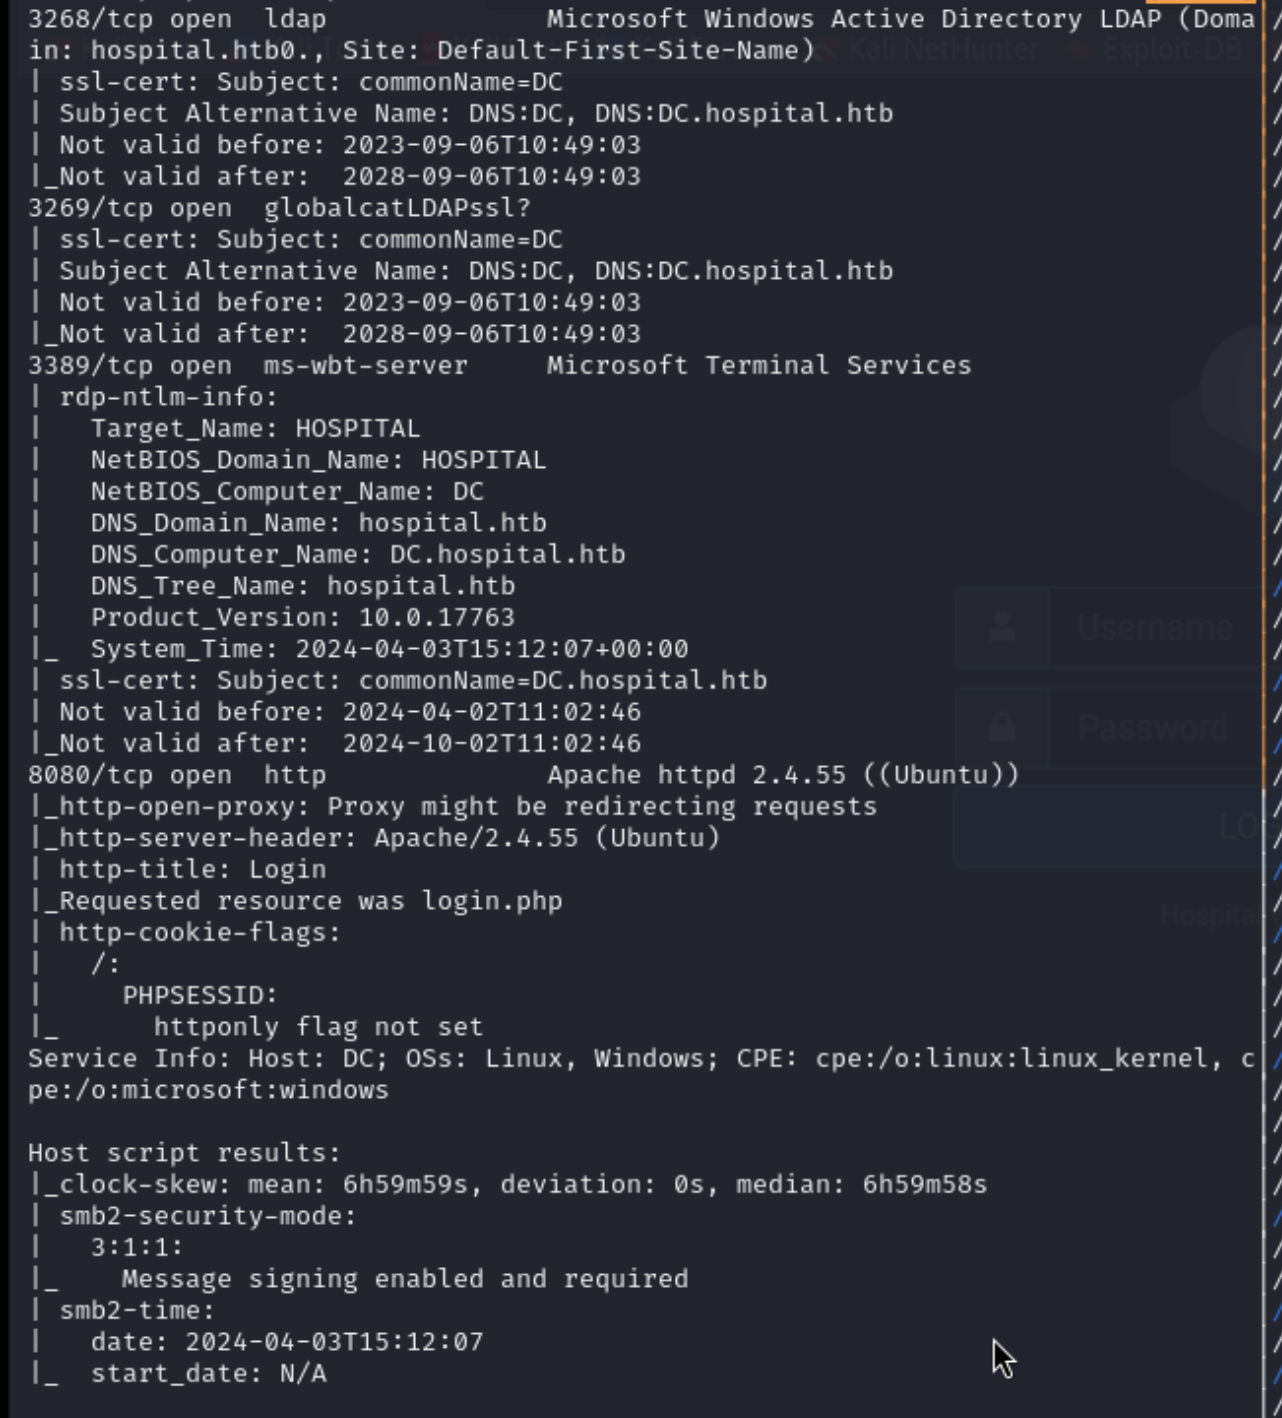 3268/tcp open  ldap              Microsoft Windows Active Directory LDAP (Doma
in: hospital.htb0., Site: Default-First-Site-Name)
Kali NetHunter    Exploit-DB
| ssl-cert: Subject: commonName=DC
| Subject Alternative Name: DNS:DC, DNS:DC.hospital.htb
| Not valid before: 2023-09-06T10:49:03
|_Not valid after:  2028-09-06T10:49:03
3269/tcp open  globalcatLDAPssl?
| ssl-cert: Subject: commonName=DC
| Subject Alternative Name: DNS:DC, DNS:DC.hospital.htb
| Not valid before: 2023-09-06T10:49:03
|_Not valid after:  2028-09-06T10:49:03
3389/tcp open  ms-wbt-server     Microsoft Terminal Services
| rdp-ntlm-info:
|   Target_Name: HOSPITAL
|   NetBIOS_Domain_Name: HOSPITAL
|   NetBIOS_Computer_Name: DC
|   DNS_Domain_Name: hospital.htb
|   DNS_Computer_Name: DC.hospital.htb
|   DNS_Tree_Name: hospital.htb
|   Product_Version: 10.0.17763
|_  System_Time: 2024-04-03T15:12:07+00:00
| ssl-cert: Subject: commonName=DC.hospital.htb
| Not valid before: 2024-04-02T11:02:46
|_Not valid after:  2024-10-02T11:02:46
8080/tcp open  http              Apache httpd 2.4.55 ((Ubuntu))
|_http-open-proxy: Proxy might be redirecting requests
|_http-server-header: Apache/2.4.55 (Ubuntu)
| http-title: Login
|_Requested resource was login.php
| http-cookie-flags:
|   /:
|     PHPSESSID:
|_      httponly flag not set
Service Info: Host: DC; OSs: Linux, Windows; CPE: cpe:/o:linux:linux_kernel, c
pe:/o:microsoft:windows
Host script results:
|_clock-skew: mean: 6h59m59s, deviation: 0s, median: 6h59m58s
| smb2-security-mode:
|   3:1:1:
|_    Message signing enabled and required
| smb2-time:
|   date: 2024-04-03T15:12:07
|_  start_date: N/A
Username
Password
LO
Hospita